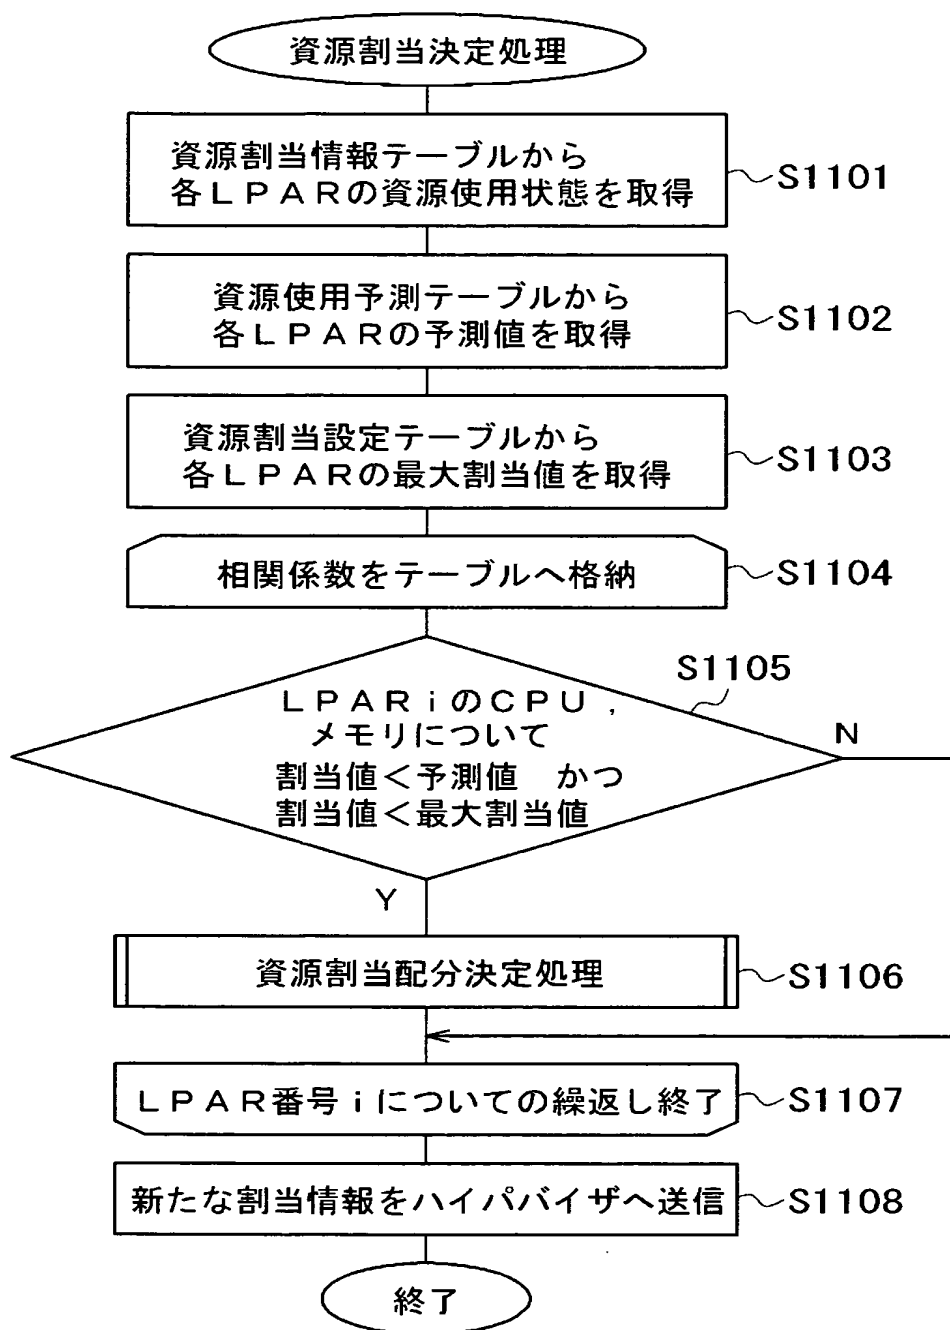 資源割当決定処理
資源割当情報テーブルから
各LPARの資源使用状態を取得
S1101
資源使用予測テーブルから
各LPARの予測値を取得
S1102
資源割当設定テーブルから
各LPARの最大割当値を取得
S1103
相関係数をテーブルへ格納
S1104
S1105
LPARiのCPU,
メモリについて
割当値<予測値 かつ
割当値<最大割当値
N
Y
資源割当配分決定処理
S1106
LPAR番号iについての繰返し終了
S1107
新たな割当情報をハイパバイザへ送信
S1108
終了